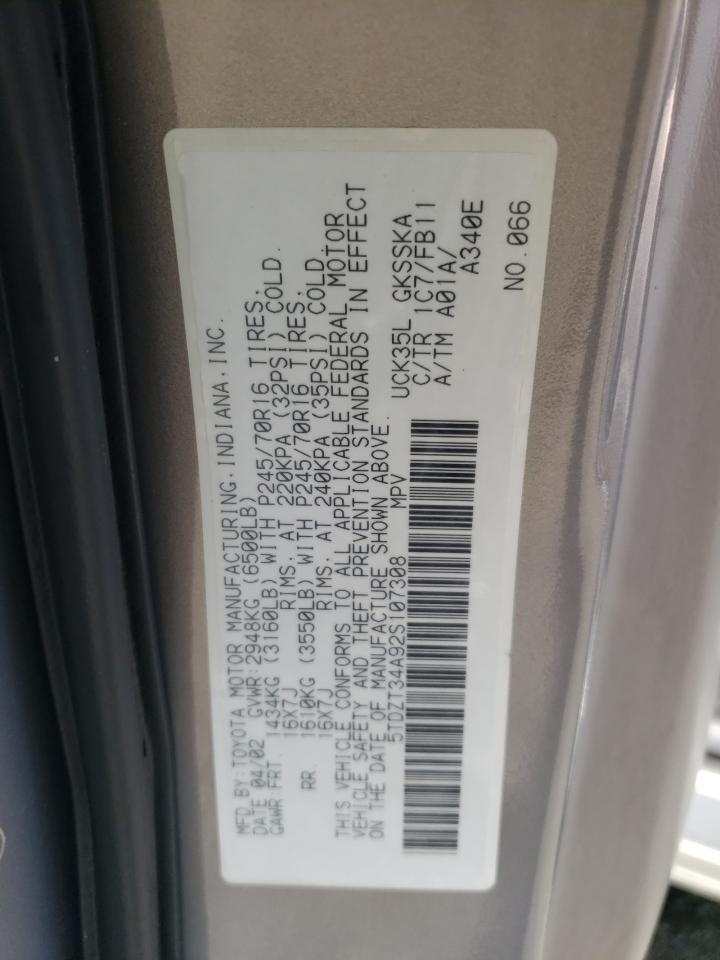 MFD BY: TOYOTA MOTOR MANUFACTURING, INDIANA, INC.
DATE 04/02 GVWR: 2948KG (6500LB)
GAWR: FRT. 1434KG (3160LB) WITH P245/70R16 TIRES,
16X7J RIMS, AT 220KPA (32PSI) COLD.
RR. 1610KG (3550LB) WITH P245/70R16 TIRES,
16X7J RIMS, AT 240KPA (35PSI) COLD.
THIS VEHICLE CONFORMS TO ALL APPLICABLE FEDERAL MOTOR
VEHICLE SAFETY AND THEFT PREVENTION STANDARDS IN EFFECT
ON THE DATE OF MANUFACTURE SHOWN ABOVE.
5TDZT34A92S107308 MPV
UCK35L GKSSKA
C/TR 1C7/FB11
A/TM A01A/
A340E
NO.066